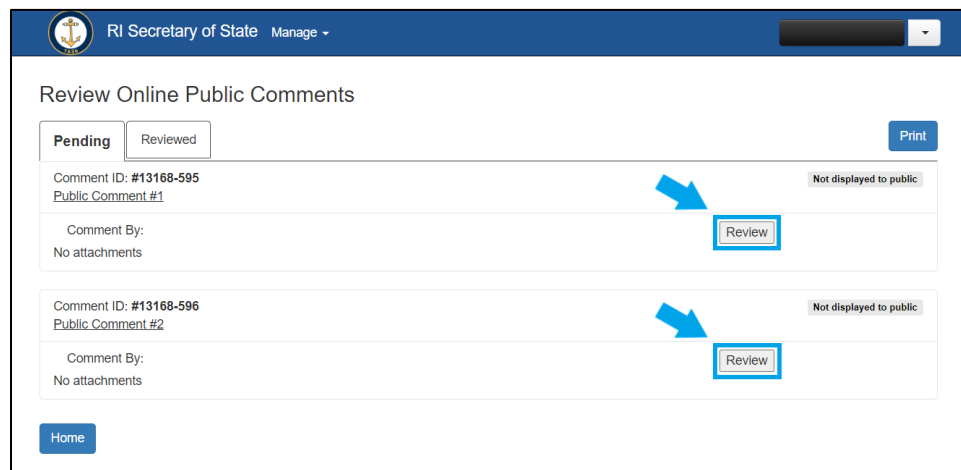 RI Secretary of State Manage
Review Online Public Comments
Pending Reviewed Print
Comment ID: #13168-595 Not displayed to public
Public Comment #1
Comment By: Review
No attachments
Comment ID: #13168-596 Not displayed to public
Public Comment #2
Comment By: Review
No attachments
Home